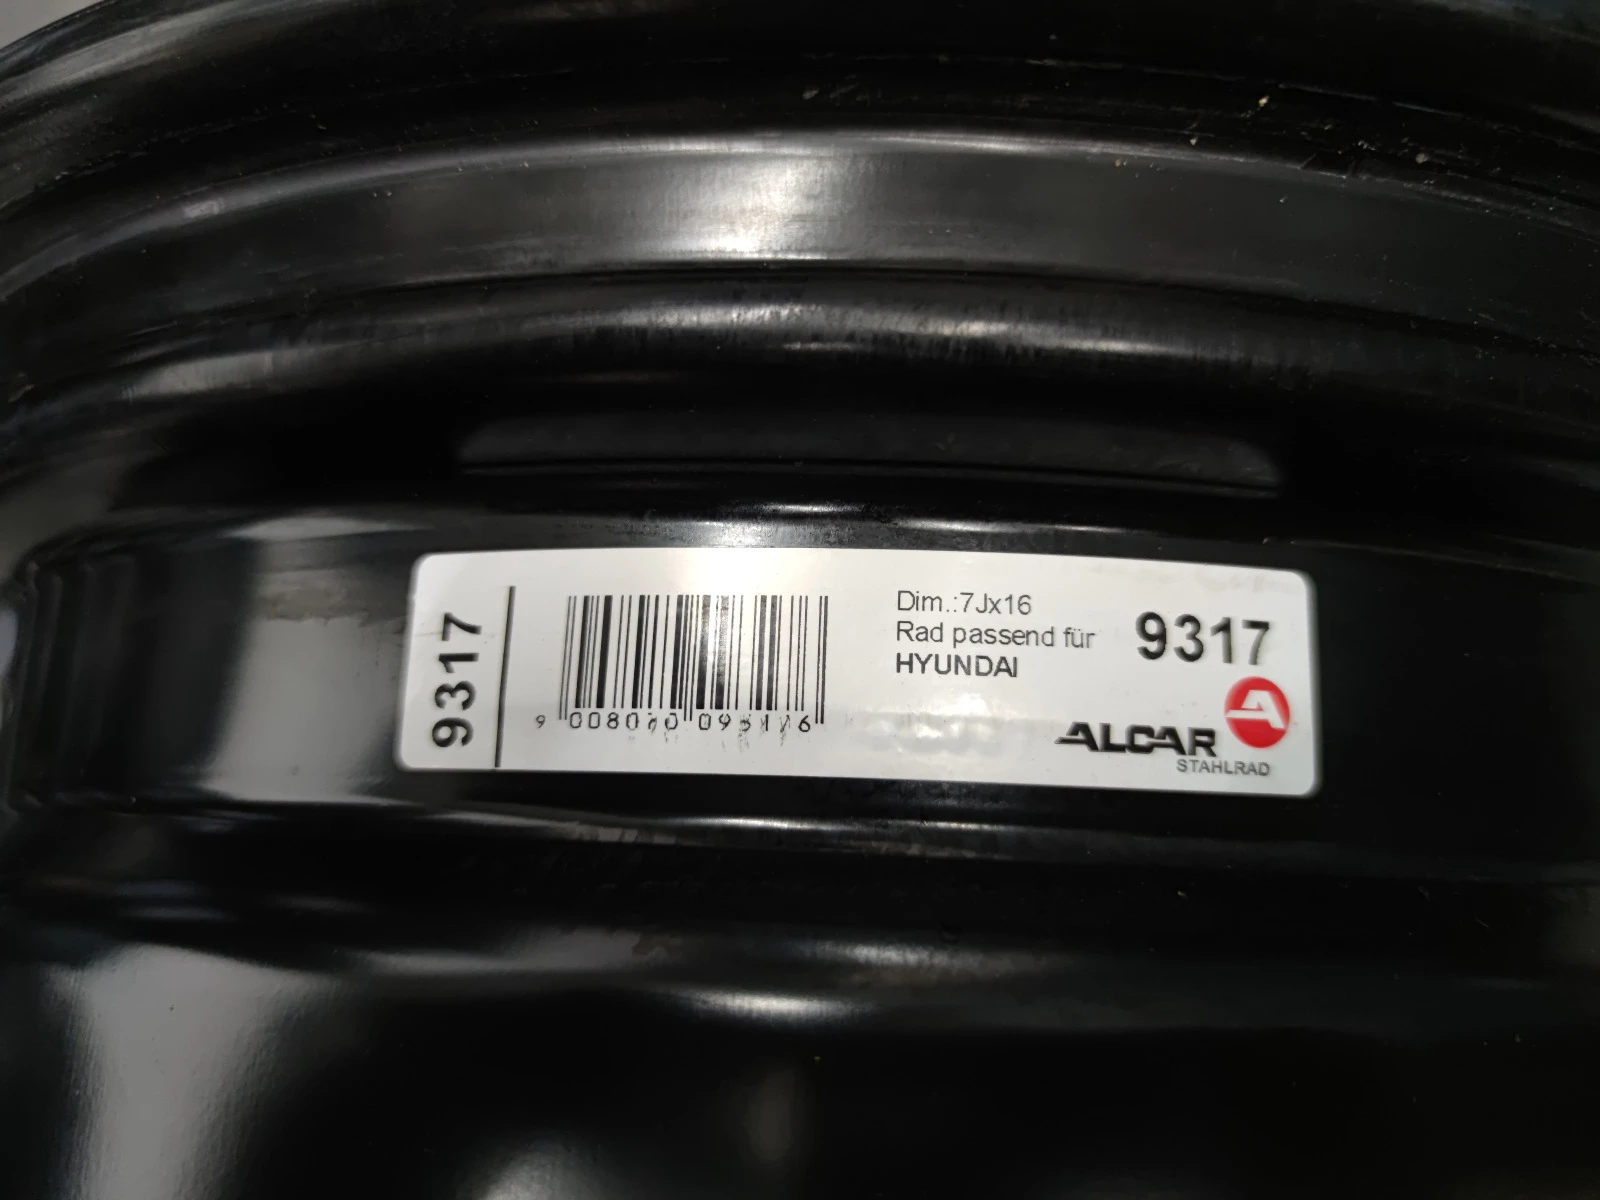 9317
Dim.:7Jx16
Rad passend für
HYUNDAI
9317
ALCAR
STAHLRAD